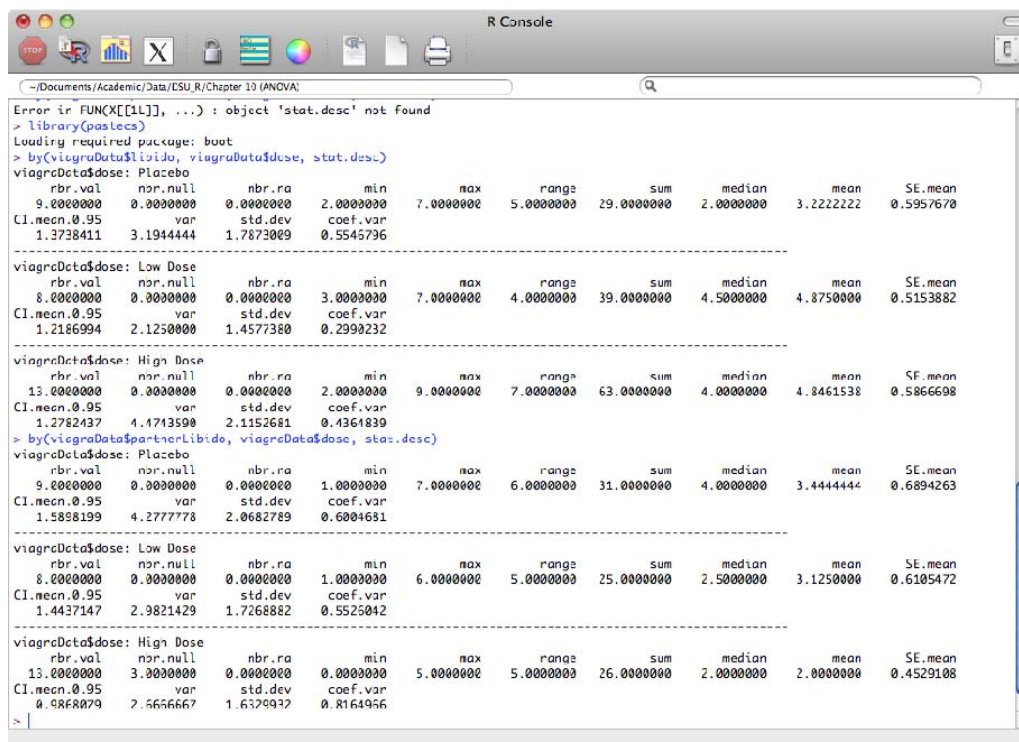 R Console
STOP
R
X
~/Documents/Academic/Data/DSU_R/Chapter 10 (ANOVA)
Error in FUN(X[[1L]], ...) : object 'stat.desc' not found
> library(pastecs)
Loading required package: boot
> by(viagraData$libido, viagraData$dose, stat.desc)
viagraData$dose: Placebo
nbr.val nbr.null nbr.na min max range sum median mean SE.mean
9.0000000 0.0000000 0.0000000 2.0000000 7.0000000 5.0000000 29.0000000 2.0000000 3.2222222 0.5957670
CI.mean.0.95 var std.dev coef.var
1.3738411 3.1944444 1.7873009 0.5546796
------------------------------------------------------------
viagraData$dose: Low Dose
nbr.val nbr.null nbr.na min max range sum median mean SE.mean
8.0000000 0.0000000 0.0000000 3.0000000 7.0000000 4.0000000 39.0000000 4.5000000 4.8750000 0.5153882
CI.mean.0.95 var std.dev coef.var
1.2186994 2.1250000 1.4577380 0.2990232
------------------------------------------------------------
viagraData$dose: High Dose
nbr.val nbr.null nbr.na min max range sum median mean SE.mean
13.0000000 0.0000000 0.0000000 2.0000000 9.0000000 7.0000000 63.0000000 4.0000000 4.8461538 0.5866698
CI.mean.0.95 var std.dev coef.var
1.2782437 4.4743590 2.1152681 0.4364839
> by(viagraData$partnerLibido, viagraData$dose, stat.desc)
viagraData$dose: Placebo
nbr.val nbr.null nbr.na min max range sum median mean SE.mean
9.0000000 0.0000000 0.0000000 1.0000000 7.0000000 6.0000000 31.0000000 4.0000000 3.4444444 0.6894263
CI.mean.0.95 var std.dev coef.var
1.5898199 4.2777778 2.0682789 0.6004681
------------------------------------------------------------
viagraData$dose: Low Dose
nbr.val nbr.null nbr.na min max range sum median mean SE.mean
8.0000000 0.0000000 0.0000000 1.0000000 6.0000000 5.0000000 25.0000000 2.5000000 3.1250000 0.6105472
CI.mean.0.95 var std.dev coef.var
1.4437147 2.9821429 1.7268882 0.5526042
------------------------------------------------------------
viagraData$dose: High Dose
nbr.val nbr.null nbr.na min max range sum median mean SE.mean
13.0000000 3.0000000 0.0000000 0.0000000 5.0000000 5.0000000 26.0000000 2.0000000 2.0000000 0.4529108
CI.mean.0.95 var std.dev coef.var
0.9868079 2.6666667 1.6329932 0.8164966
>